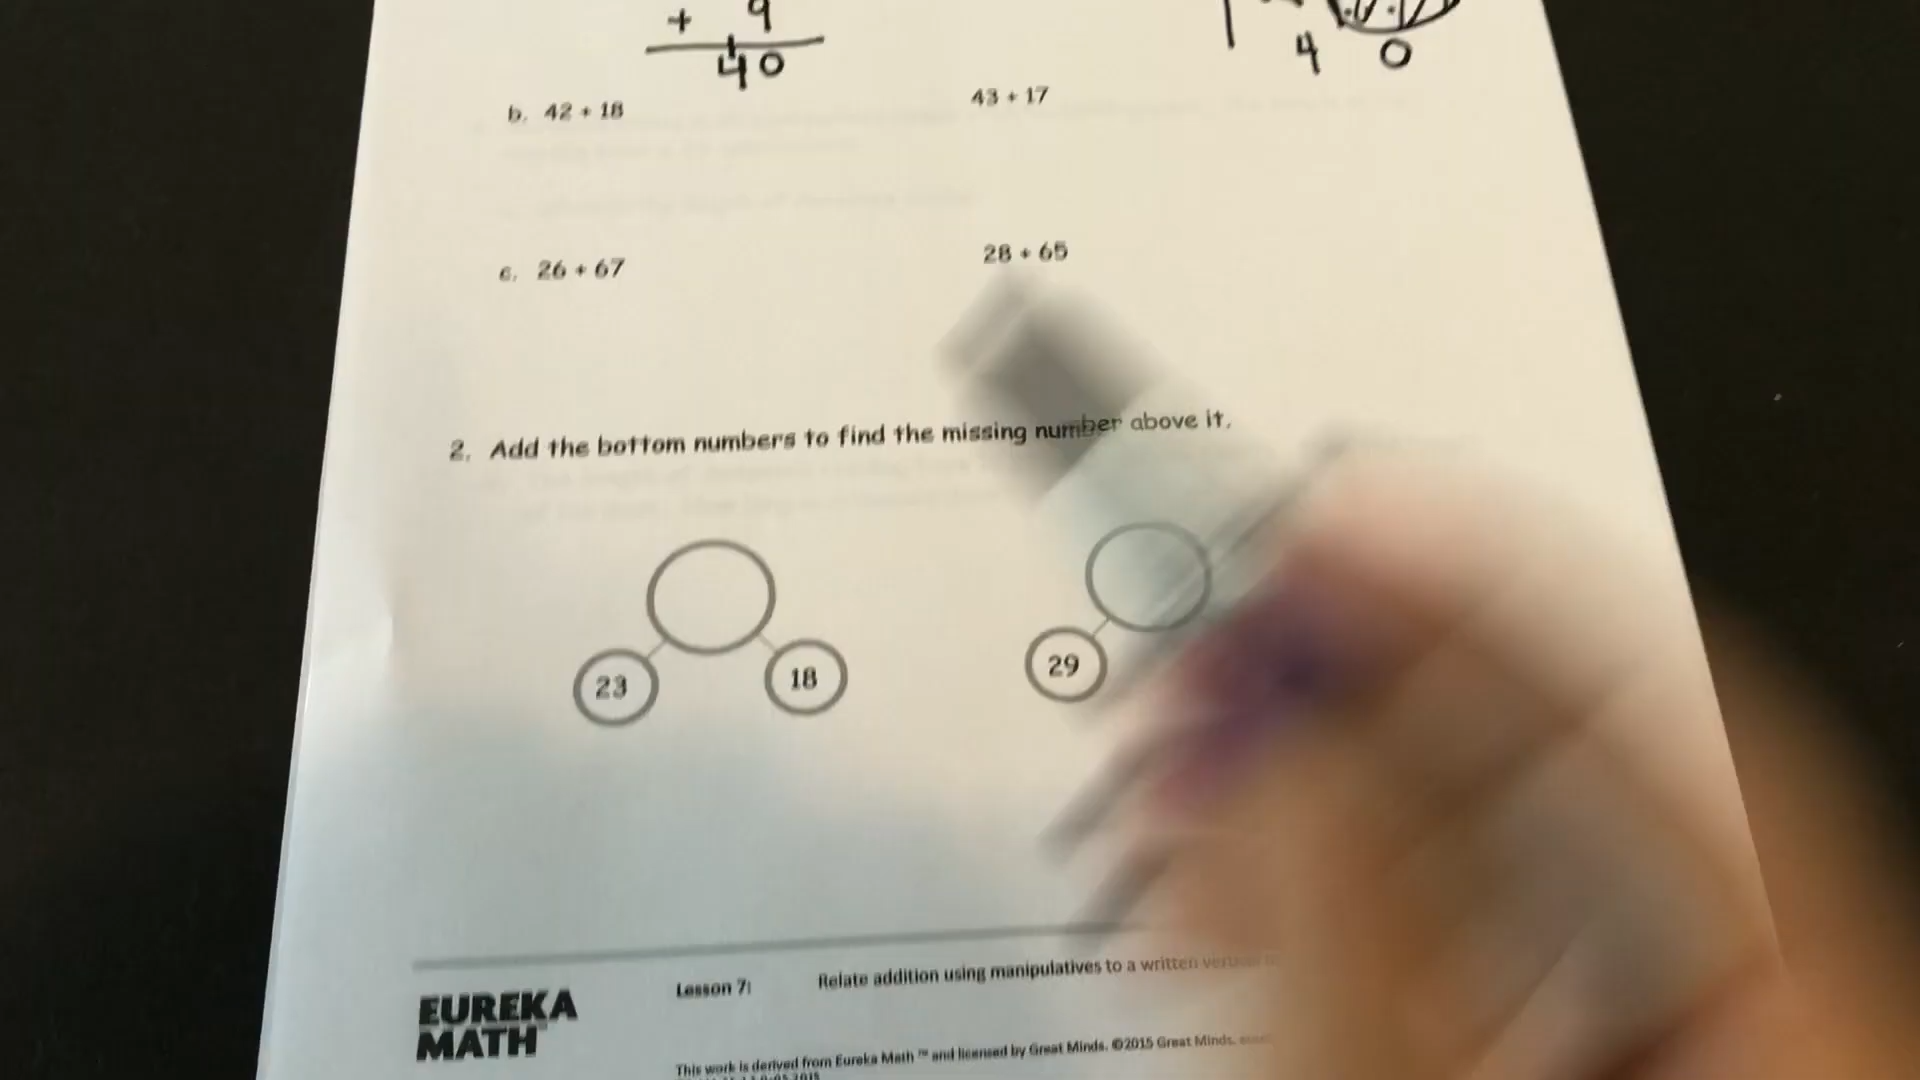 + 9
40
4 0
b. 42 + 18
43 + 17
c. 26 + 67
28 + 65
2. Add the bottom numbers to find the missing number above it.
23
18
29
Lesson 7:
Relate addition using manipulatives to a written
EUREKA
MATH
This work is derived from Eureka Math ™ and licensed by Great Minds. ©2015 Great Minds.